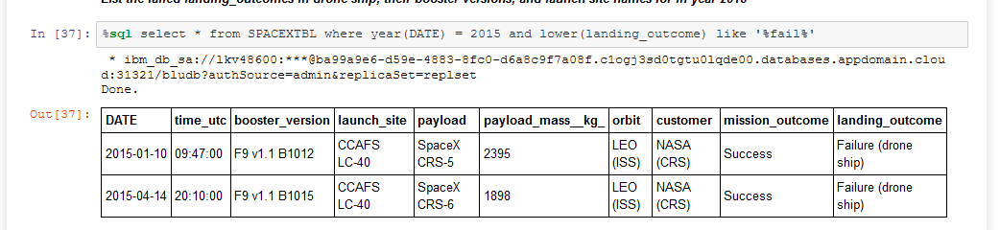 List the failed landing_outcomes in drone ship, their booster versions, and launch site names for in year 2016
In [37]: %sql select * from SPACEXTBL where year(DATE) = 2015 and lower(landing_outcome) like '%fail%'
* ibm_db_sa://lkv48600:***@ba99a9e6-d59e-4883-8fc0-d6a8c9f7a08f.c1ogj3sd0tgtu0lqde00.databases.appdomain.clou
d:31321/bludb?authSource=admin&replicaSet=replset
Done.
Out[37]:
DATE time_utc booster_version launch_site payload payload_mass__kg_ orbit customer mission_outcome landing_outcome
2015-01-10 09:47:00 F9 v1.1 B1012 CCAFS LC-40 SpaceX CRS-5 2395 LEO (ISS) NASA (CRS) Success Failure (drone ship)
2015-04-14 20:10:00 F9 v1.1 B1015 CCAFS LC-40 SpaceX CRS-6 1898 LEO (ISS) NASA (CRS) Success Failure (drone ship)